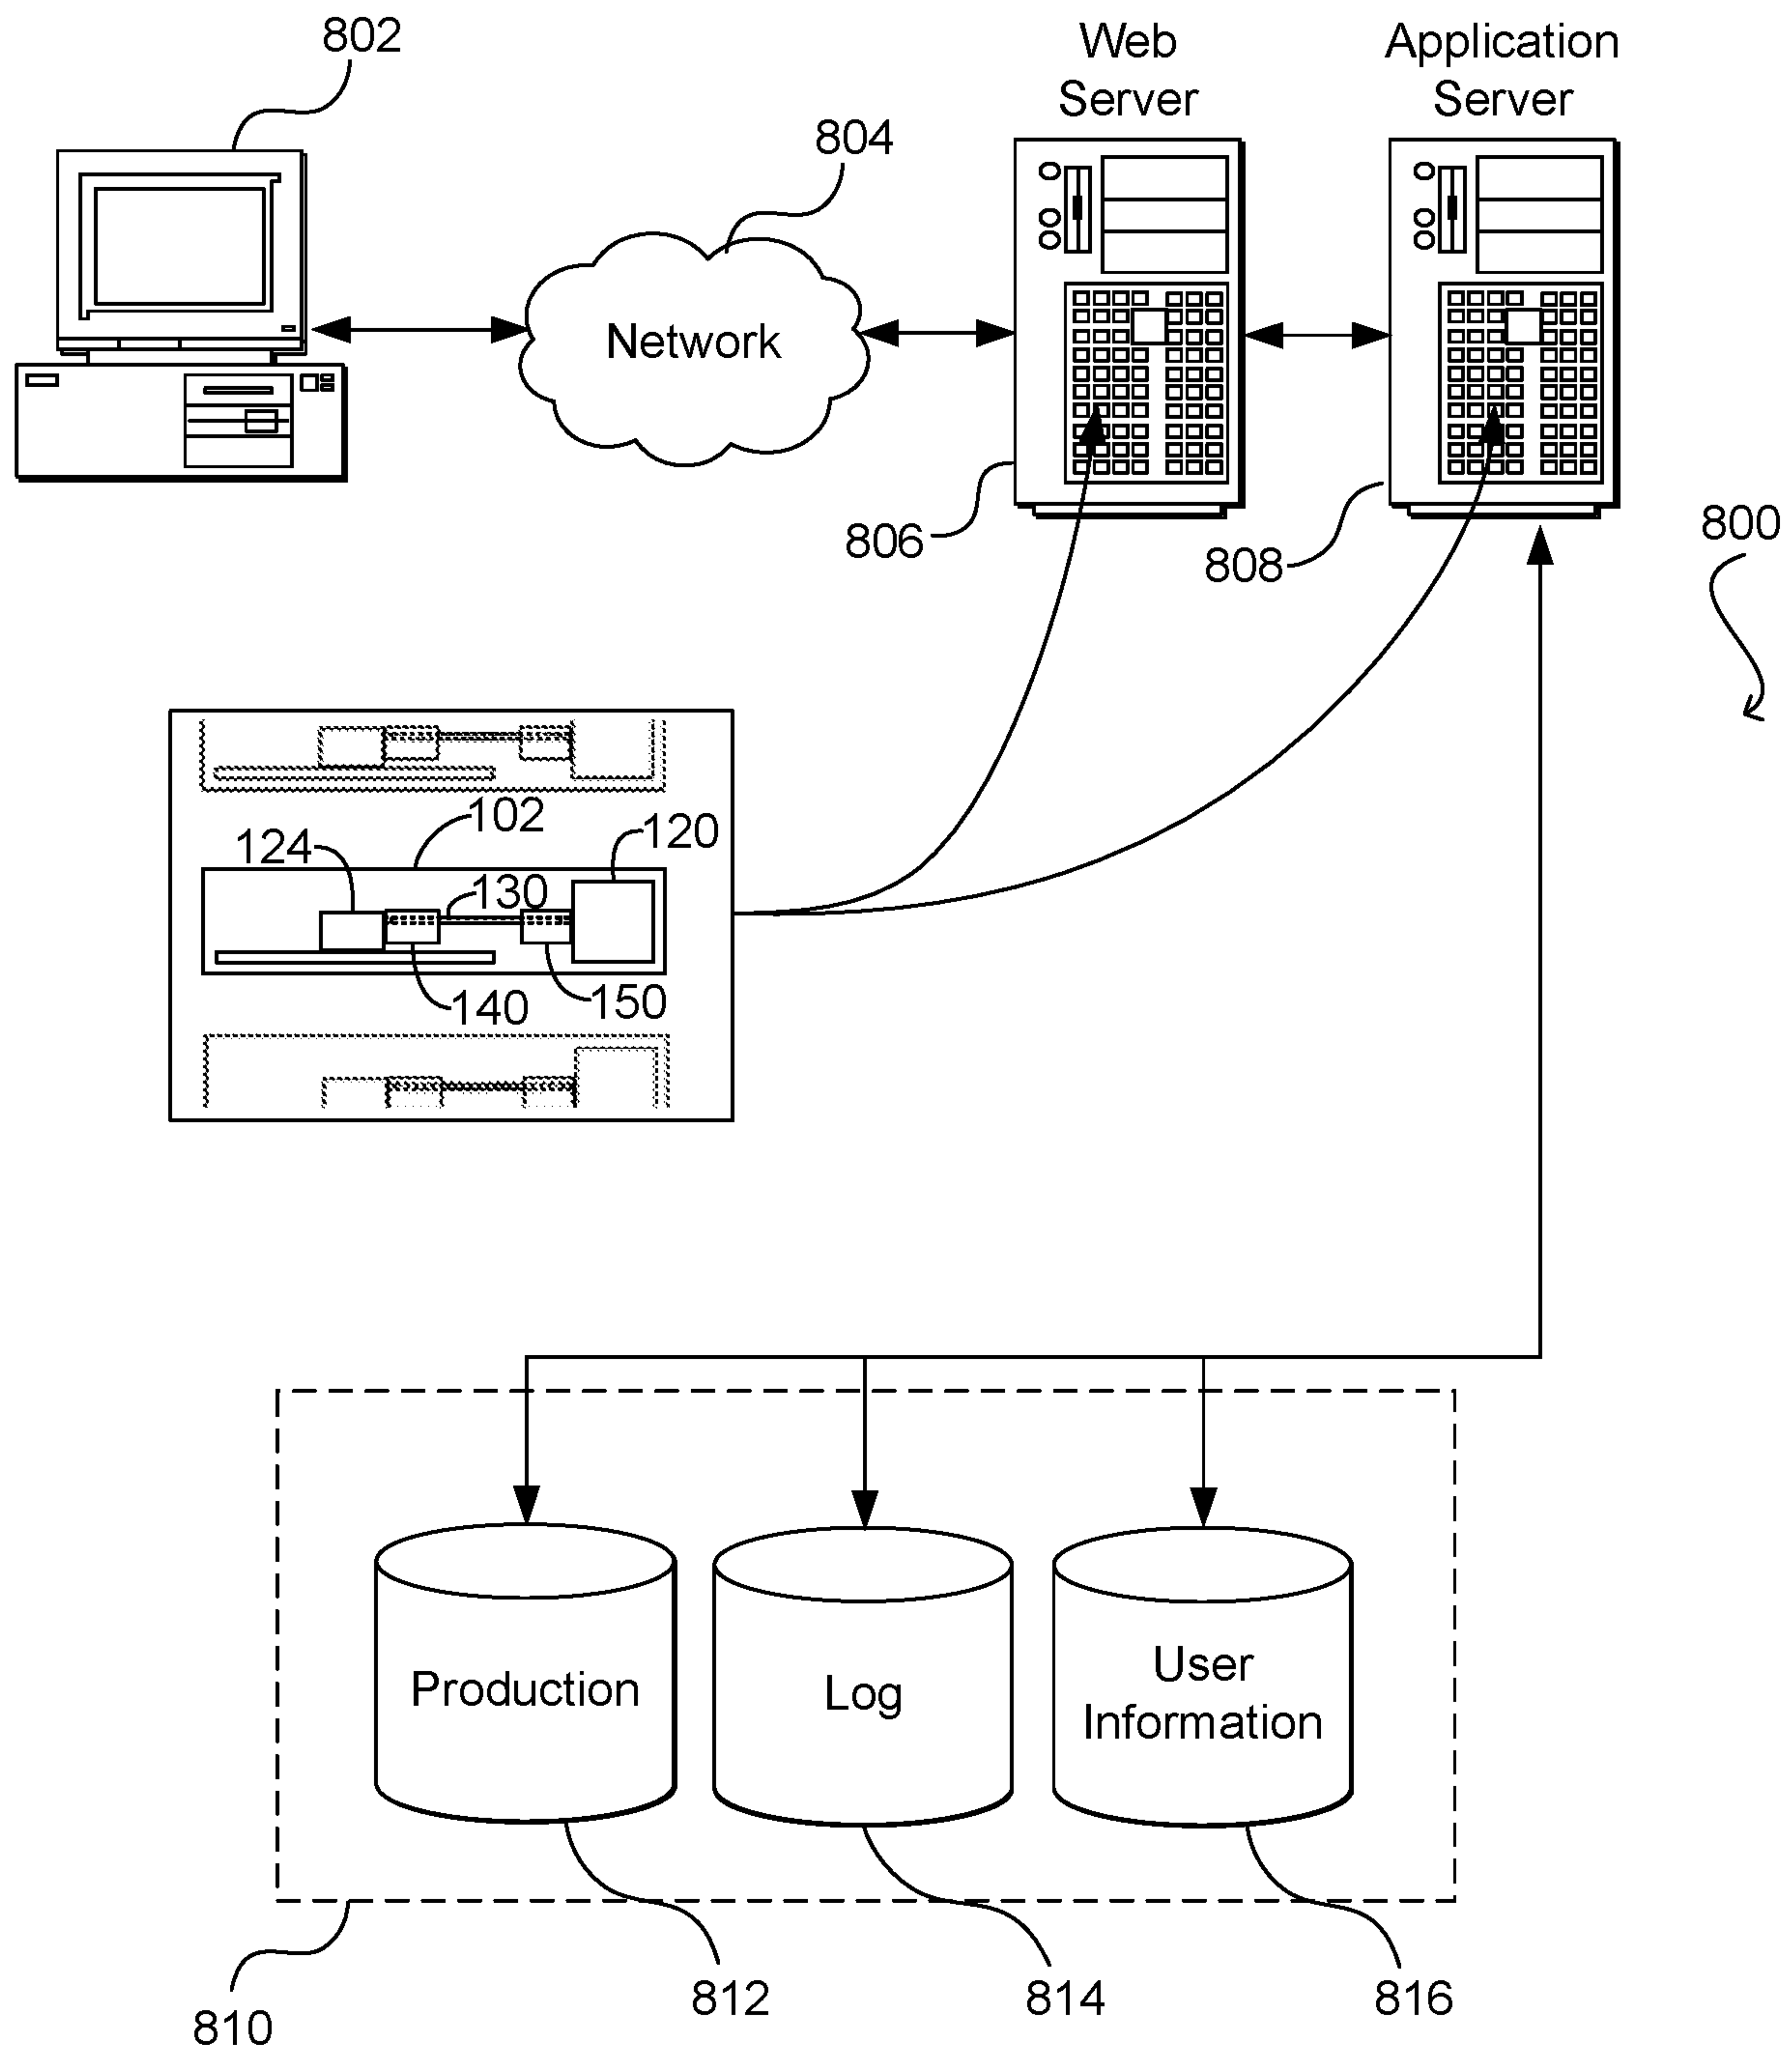 802
Web
Server
Application
Server
804
Network
806
808
800
102
120
124
130
140
150
Production
Log
User
Information
810
812
814
816